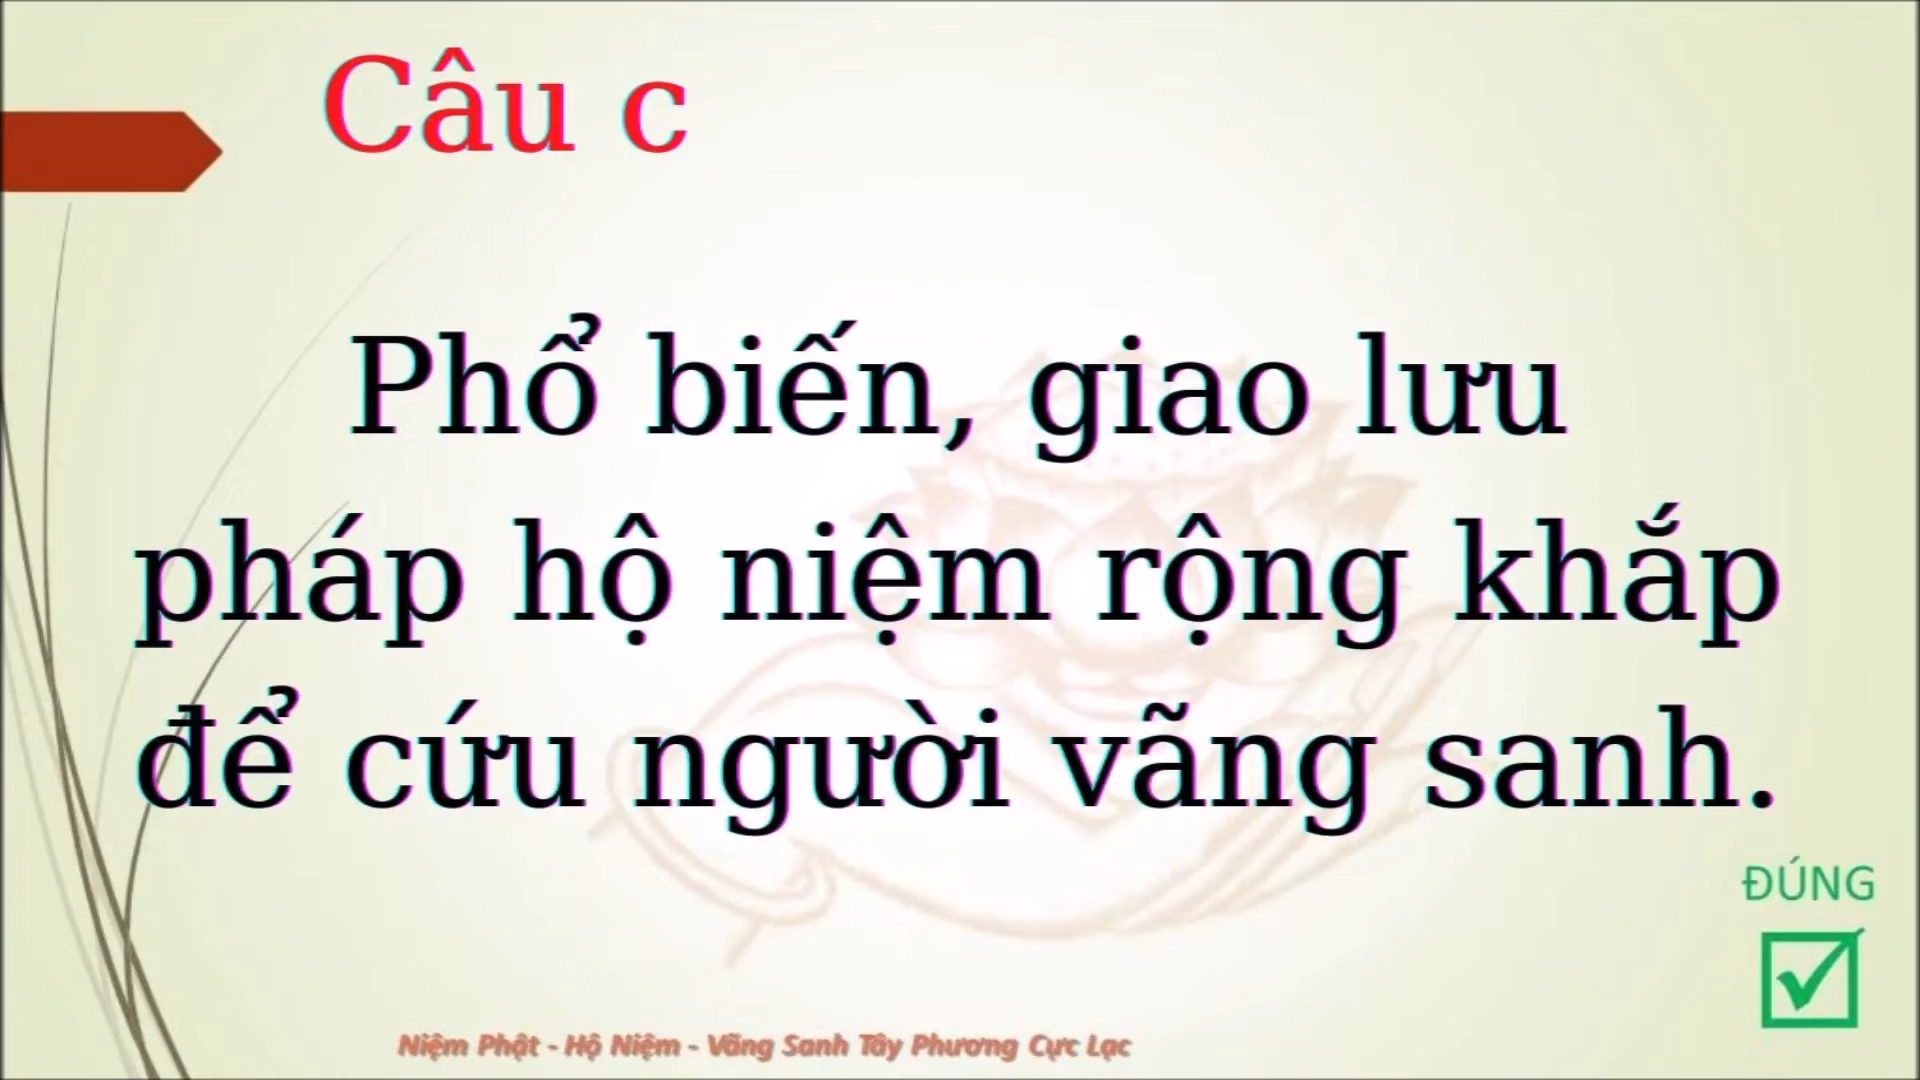 Câu c
Phổ biến, giao lưu
pháp hộ niệm rộng khắp
để cứu người vãng sanh.
ĐÚNG
Niệm Phật - Hộ Niệm - Vãng Sanh Tây Phương Cực Lạc